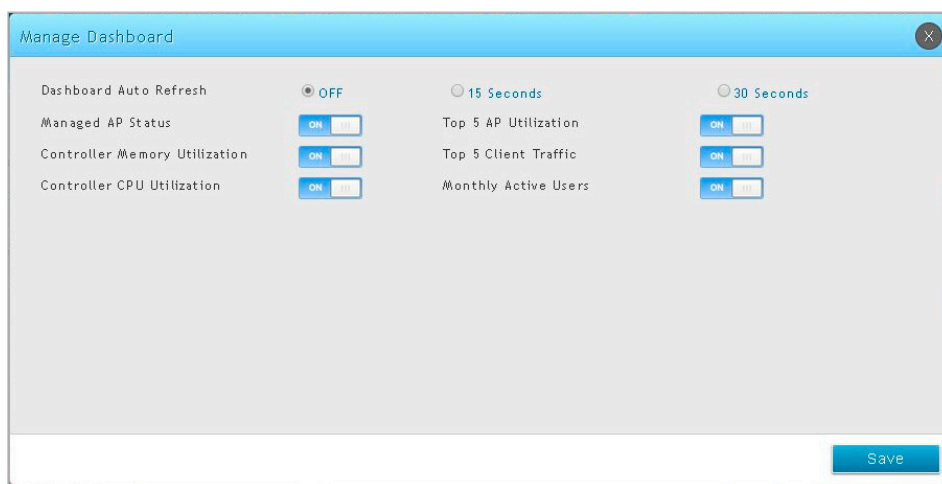 Manage Dashboard X
Dashboard Auto Refresh OFF 15 Seconds 30 Seconds
Managed AP Status ON Top 5 AP Utilization ON
Controller Memory Utilization ON Top 5 Client Traffic ON
Controller CPU Utilization ON Monthly Active Users ON
Save